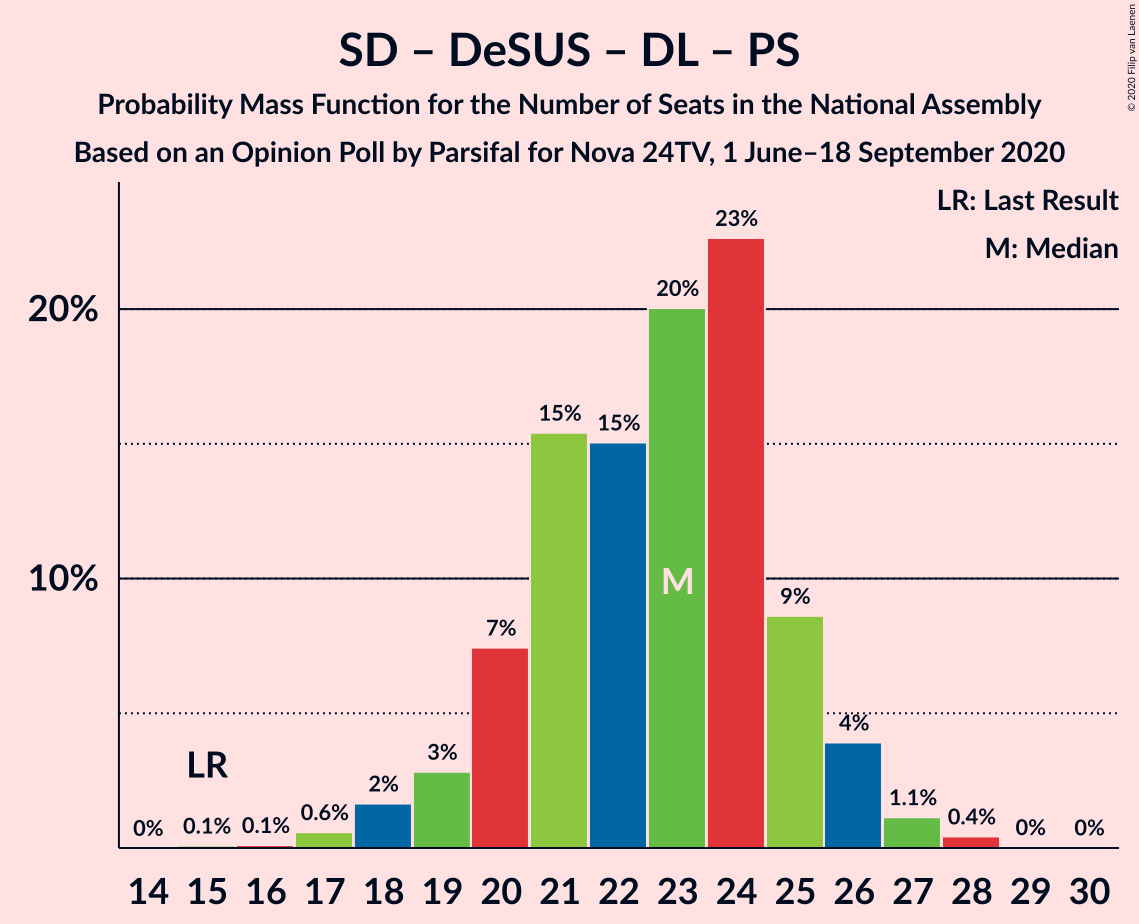 SD – DeSUS – DL – PS
Probability Mass Function for the Number of Seats in the National Assembly
Based on an Opinion Poll by Parsifal for Nova 24TV, 1 June–18 September 2020
© 2020 Filip van Laenen
LR: Last Result
M: Median
20%
10%
0%
0.1%
0.1%
0.6%
2%
3%
7%
15%
15%
20%
23%
9%
4%
1.1%
0.4%
0%
0%
LR
M
14 15 16 17 18 19 20 21 22 23 24 25 26 27 28 29 30